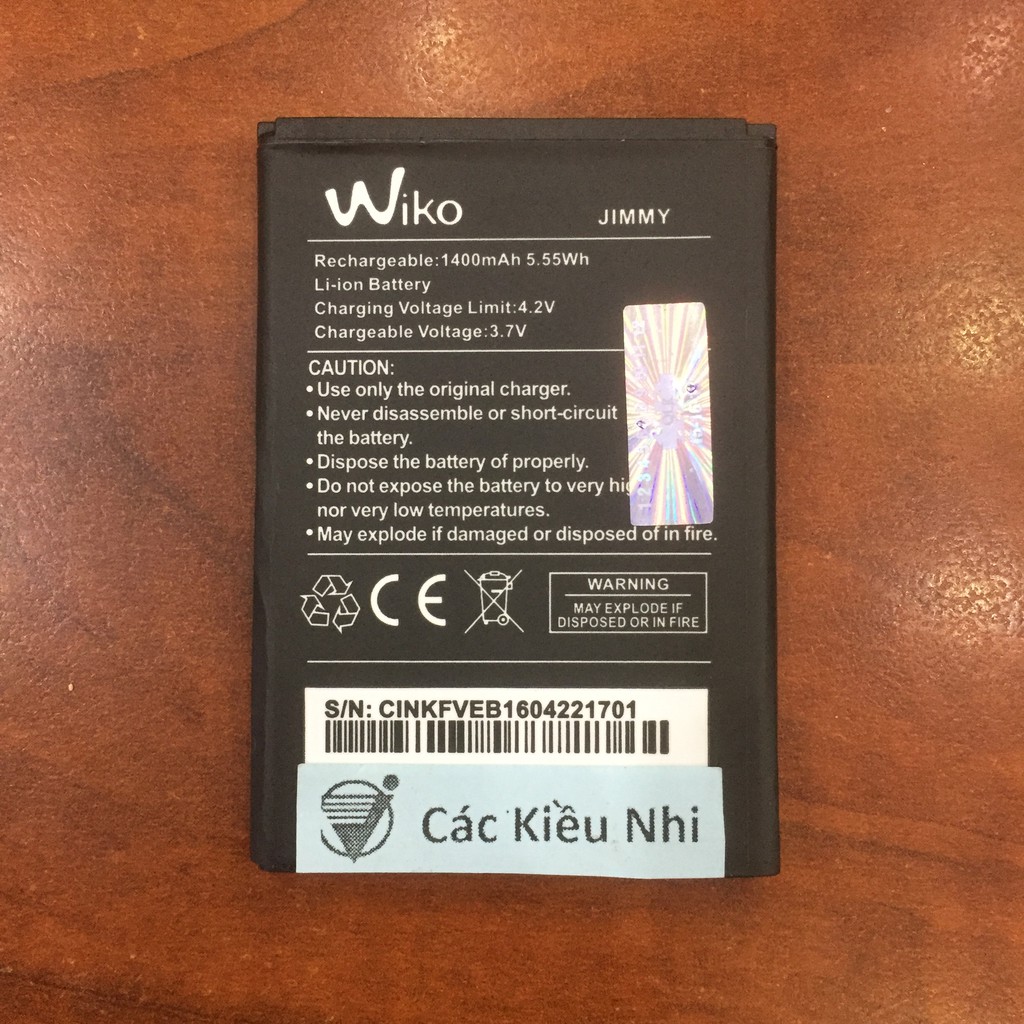 Wiko JIMMY
Rechargeable:1400mAh 5.55Wh
Li-ion Battery
Charging Voltage Limit:4.2V
Chargeable Voltage:3.7V
CAUTION:
• Use only the original charger.
• Never disassemble or short-circuit
the battery.
• Dispose the battery of properly.
• Do not expose the battery to very
nor very low temperatures.
• May explode if damaged or disposed of in fire.
CE
WARNING
MAY EXPLODE IF
DISPOSED OR IN FIRE
S/N: CINKFVEB1604221701
Các Kiều Nhi